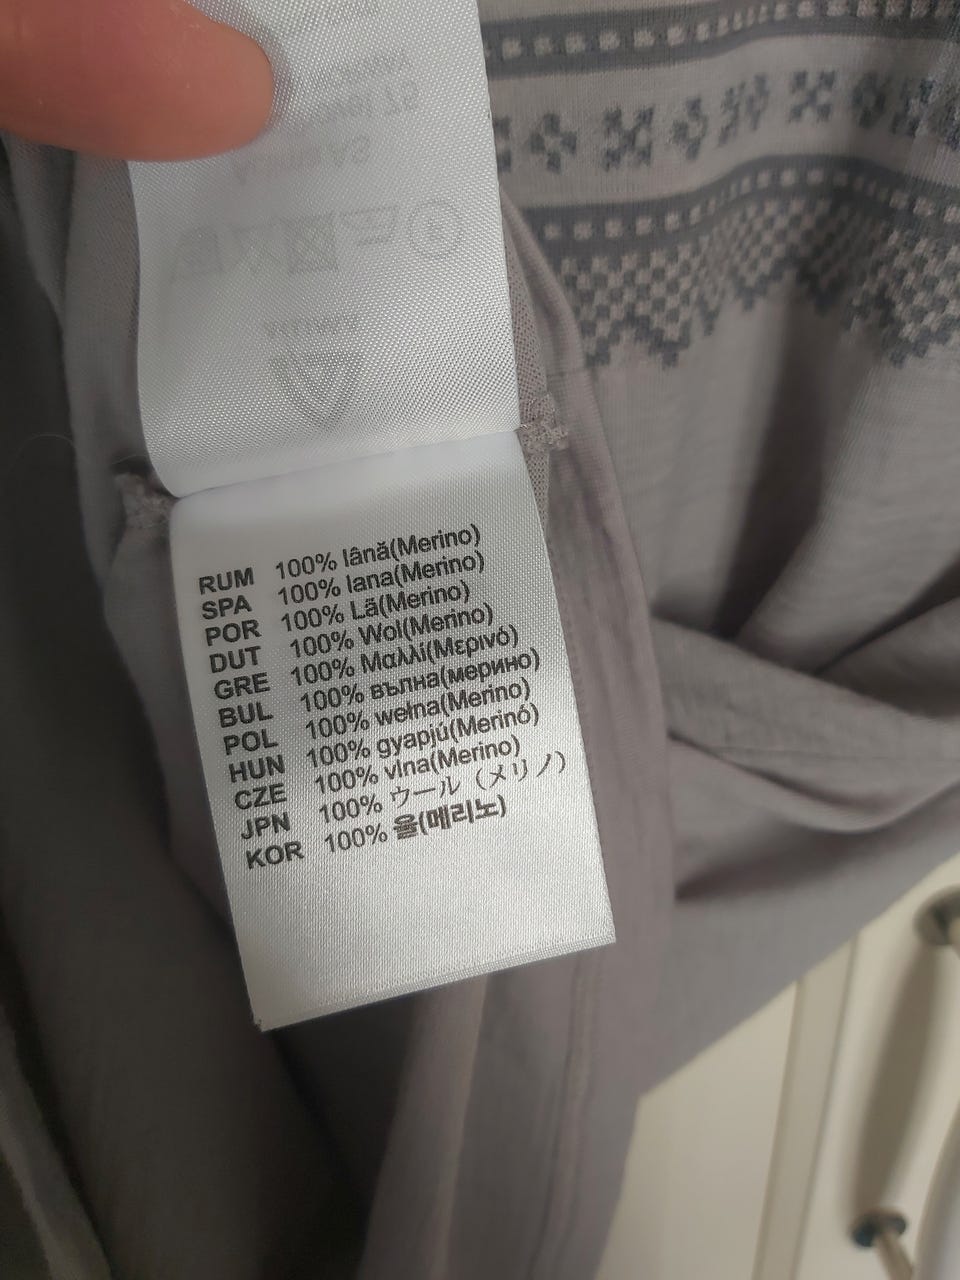 RUM 100% lână(Merino)
SPA 100% lana(Merino)
POR 100% Lã(Merino)
DUT 100% Wol(Merino)
GRE 100% Μαλλί(Μερινό)
BUL 100% вълна(мерино)
POL 100% wełna(Merino)
HUN 100% gyapjú(Merinó)
CZE 100% vlna(Merino)
JPN 100% ウール（メリノ）
KOR 100% 울(메리노)